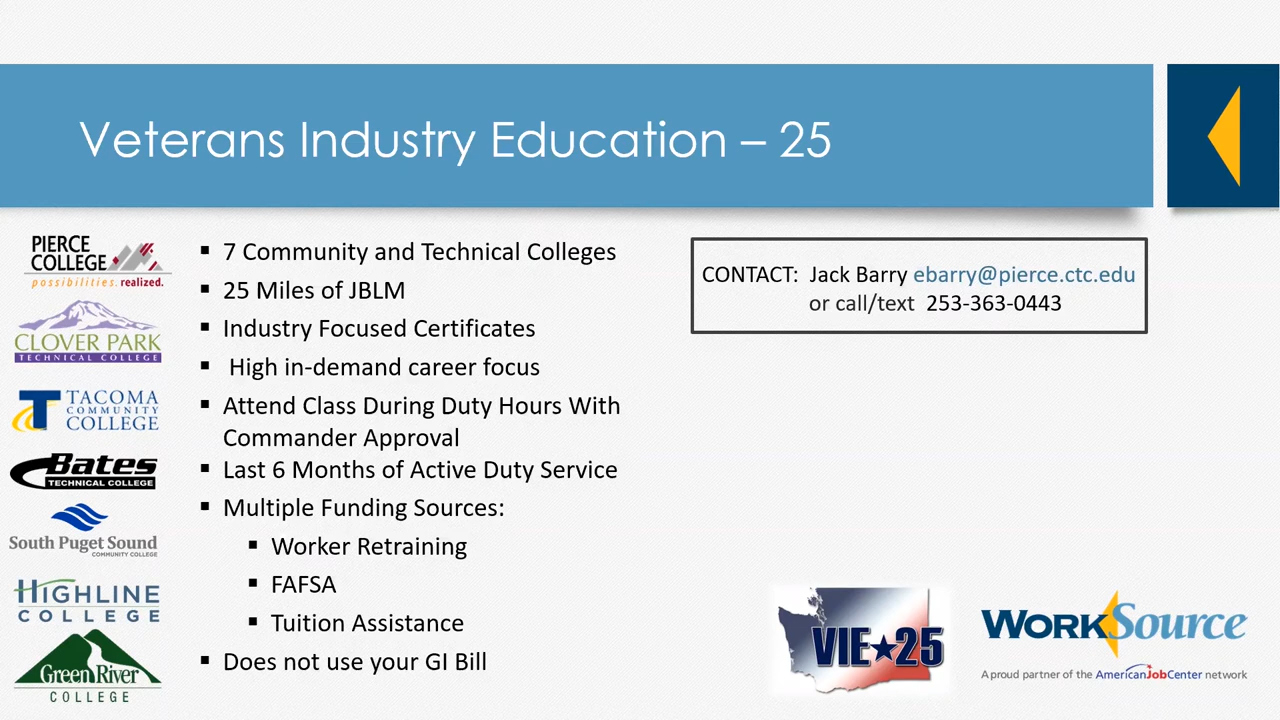 Veterans Industry Education – 25
PIERCE
COLLEGE
possibilities. realized.
CLOVER PARK
TECHNICAL COLLEGE
TACOMA
COMMUNITY
COLLEGE
Bates
TECHNICAL COLLEGE
South Puget Sound
COMMUNITY COLLEGE
HIGHLINE
COLLEGE
Green River
COLLEGE
▪ 7 Community and Technical Colleges
▪ 25 Miles of JBLM
▪ Industry Focused Certificates
▪ High in-demand career focus
▪ Attend Class During Duty Hours With
Commander Approval
▪ Last 6 Months of Active Duty Service
▪ Multiple Funding Sources:
▪ Worker Retraining
▪ FAFSA
▪ Tuition Assistance
▪ Does not use your GI Bill
CONTACT: Jack Barry ebarry@pierce.ctc.edu
or call/text 253-363-0443
VIE★25
WorkSource
A proud partner of the AmericanJobCenter network